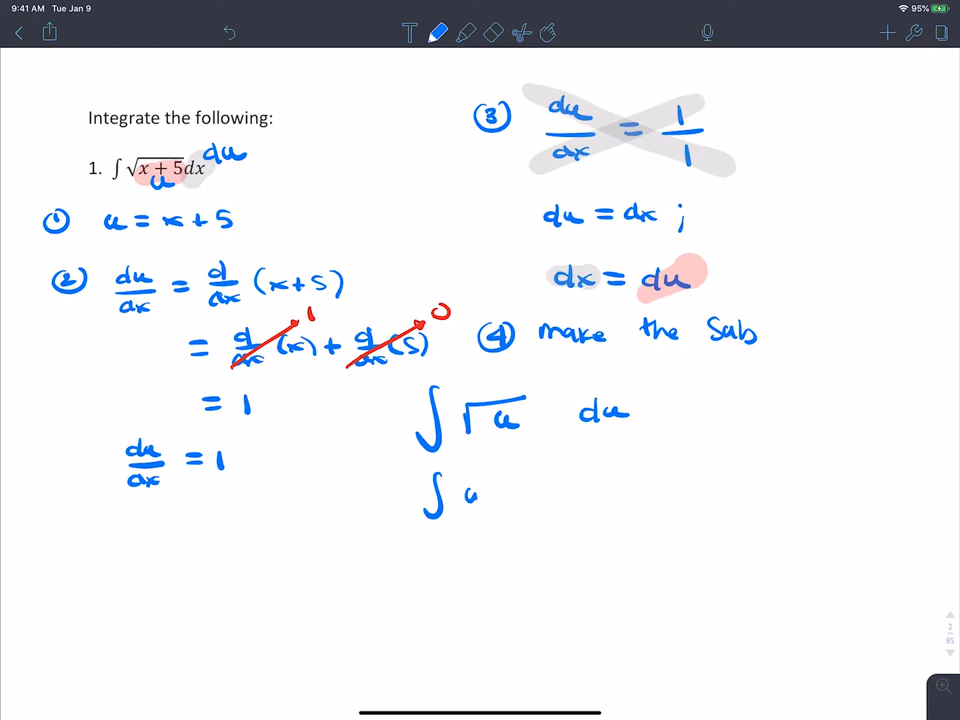 9:41 AM Tue Jan 9
95%
T
Integrate the following:
1. ∫ √(x + 5) dx
du
u
① u = x + 5
② du/dx = d/dx (x+5)
= d/dx (x) + d/dx (5)
1
0
= 1
du/dx = 1
③ du/dx = 1/1
du = dx ;
dx = du
④ make the Sub
∫ √u du
∫ u
2
85